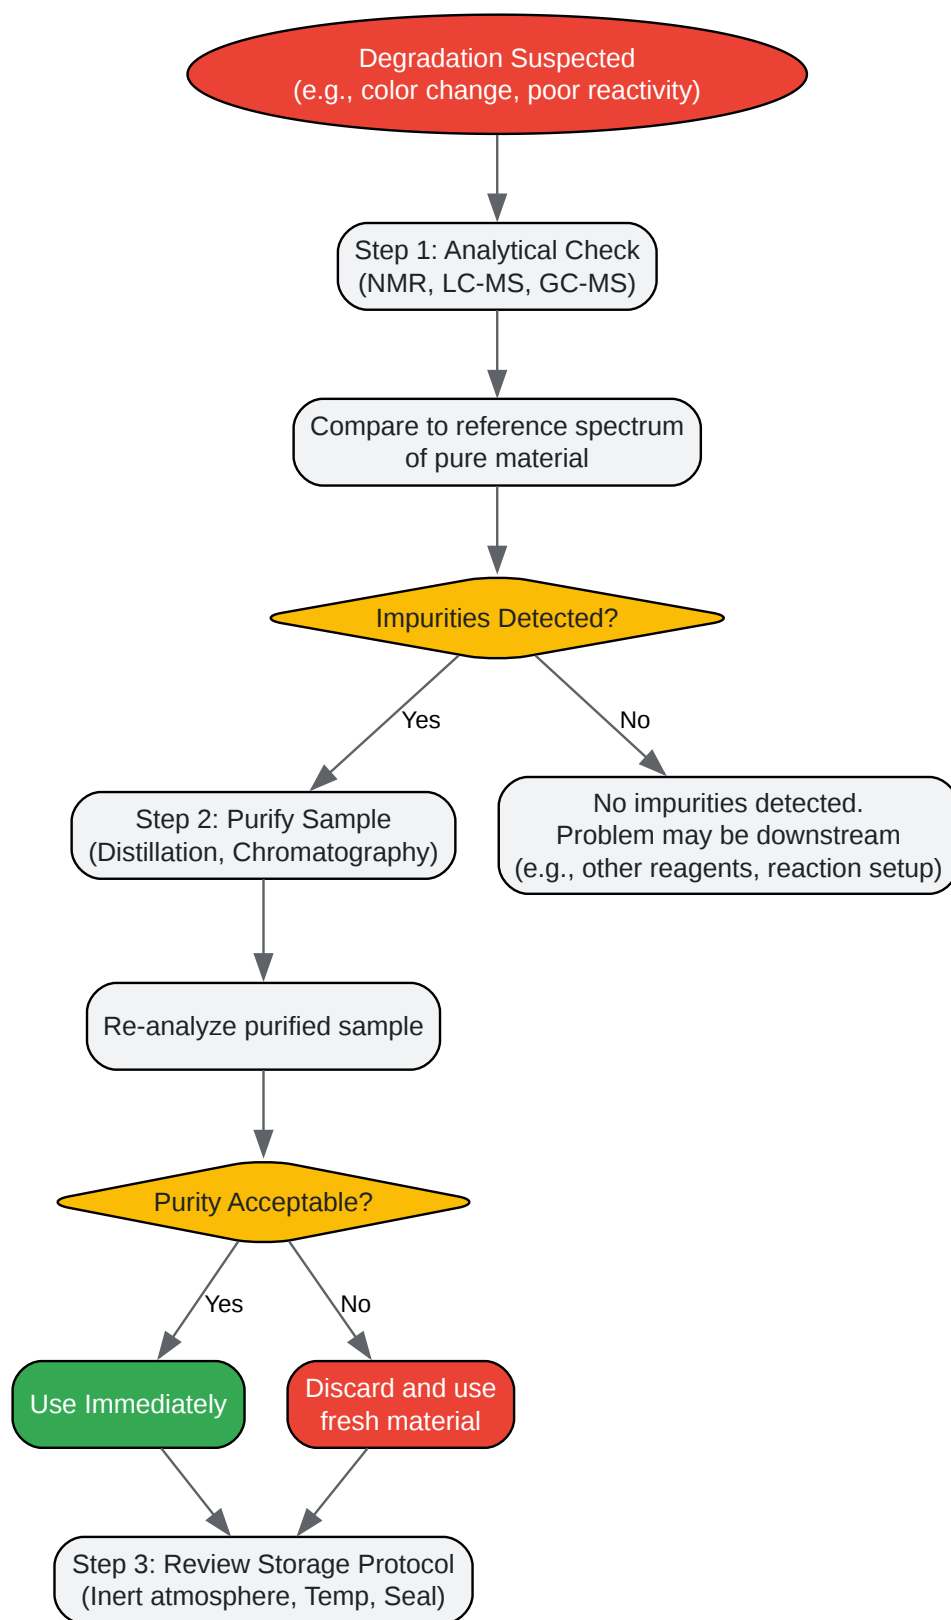 Degradation Suspected
(e.g., color change, poor reactivity)
Step 1: Analytical Check
(NMR, LC-MS, GC-MS)
Compare to reference spectrum
of pure material
Impurities Detected?
Yes
No
Step 2: Purify Sample
(Distillation, Chromatography)
No impurities detected.
Problem may be downstream
(e.g., other reagents, reaction setup)
Re-analyze purified sample
Purity Acceptable?
Yes
No
Use Immediately
Discard and use
fresh material
Step 3: Review Storage Protocol
(Inert atmosphere, Temp, Seal)